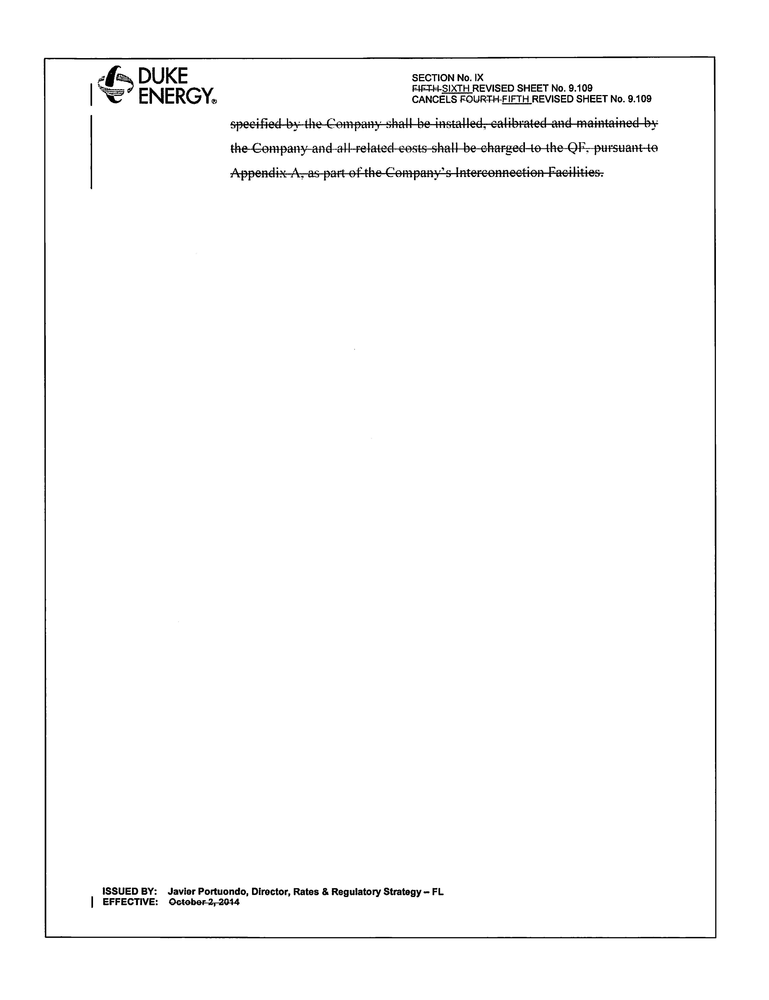 DUKE
ENERGY®
SECTION No. IX
FIFTH SIXTH REVISED SHEET No. 9.109
CANCELS FOURTH FIFTH REVISED SHEET No. 9.109
specified by the Company shall be installed, calibrated and maintained by
the Company and all related costs shall be charged to the QF, pursuant to
Appendix A, as part of the Company's Interconnection Facilities.
ISSUED BY: Javier Portuondo, Director, Rates & Regulatory Strategy – FL
EFFECTIVE: October 2, 2014